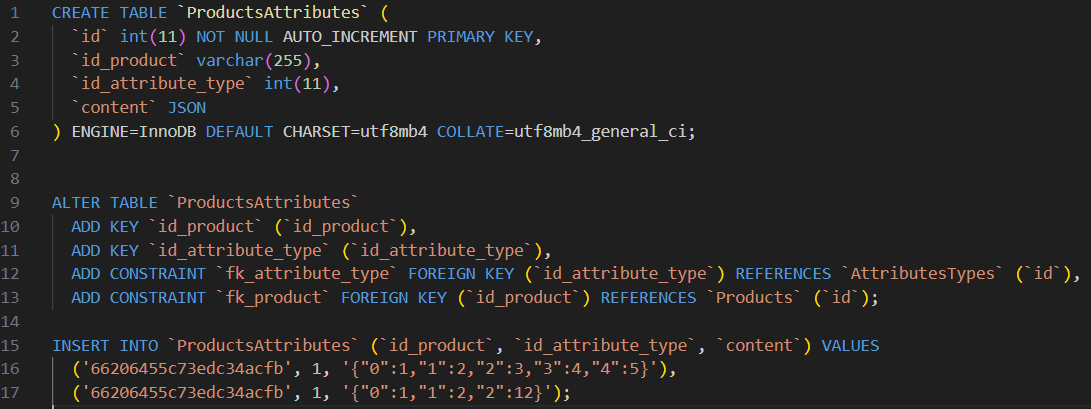 1 CREATE TABLE `ProductsAttributes` (
2   `id` int(11) NOT NULL AUTO_INCREMENT PRIMARY KEY,
3   `id_product` varchar(255),
4   `id_attribute_type` int(11),
5   `content` JSON
6 ) ENGINE=InnoDB DEFAULT CHARSET=utf8mb4 COLLATE=utf8mb4_general_ci;
7
8
9 ALTER TABLE `ProductsAttributes`
10   ADD KEY `id_product` (`id_product`),
11   ADD KEY `id_attribute_type` (`id_attribute_type`),
12   ADD CONSTRAINT `fk_attribute_type` FOREIGN KEY (`id_attribute_type`) REFERENCES `AttributesTypes` (`id`),
13   ADD CONSTRAINT `fk_product` FOREIGN KEY (`id_product`) REFERENCES `Products` (`id`);
14
15 INSERT INTO `ProductsAttributes` (`id_product`, `id_attribute_type`, `content`) VALUES
16   ('66206455c73edc34acfb', 1, '{"0":1,"1":2,"2":3,"3":4,"4":5}'),
17   ('66206455c73edc34acfb', 1, '{"0":1,"1":2,"2":12}');